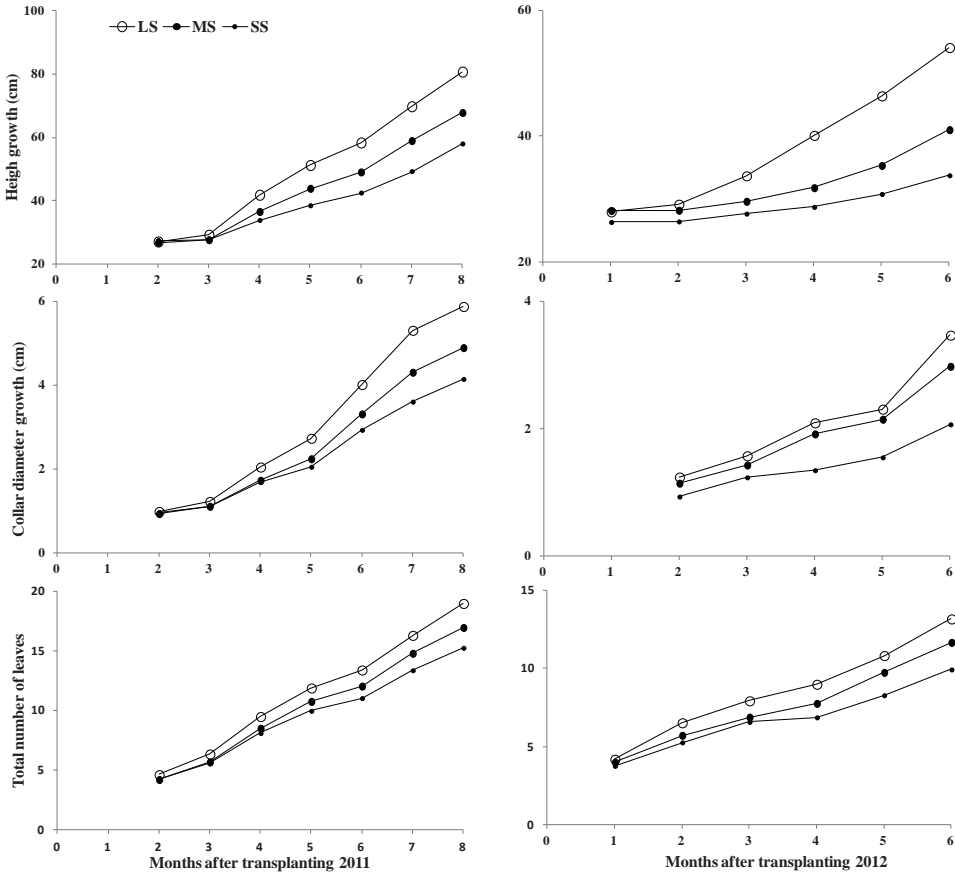 100
80
60
40
20
LS MS SS
Heigh growth (cm)
0 1 2 3 4 5 6 7 8
60
40
20
0 1 2 3 4 5 6
6
4
2
0
Collar diameter growth (cm)
0 1 2 3 4 5 6 7 8
4
2
0
0 1 2 3 4 5 6
20
15
10
5
0
Total number of leaves
0 1 2 3 4 5 6 7 8
Months after transplanting 2011
15
10
5
0
0 1 2 3 4 5 6
Months after transplanting 2012